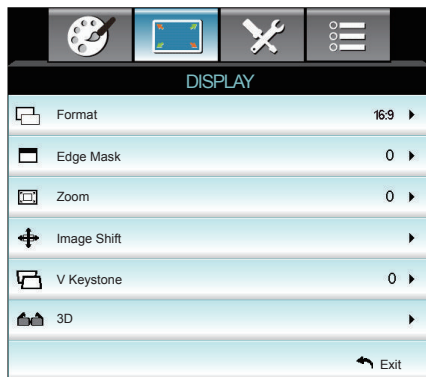 DISPLAY
Format 16:9
Edge Mask 0
Zoom 0
Image Shift
V Keystone 0
3D
Exit